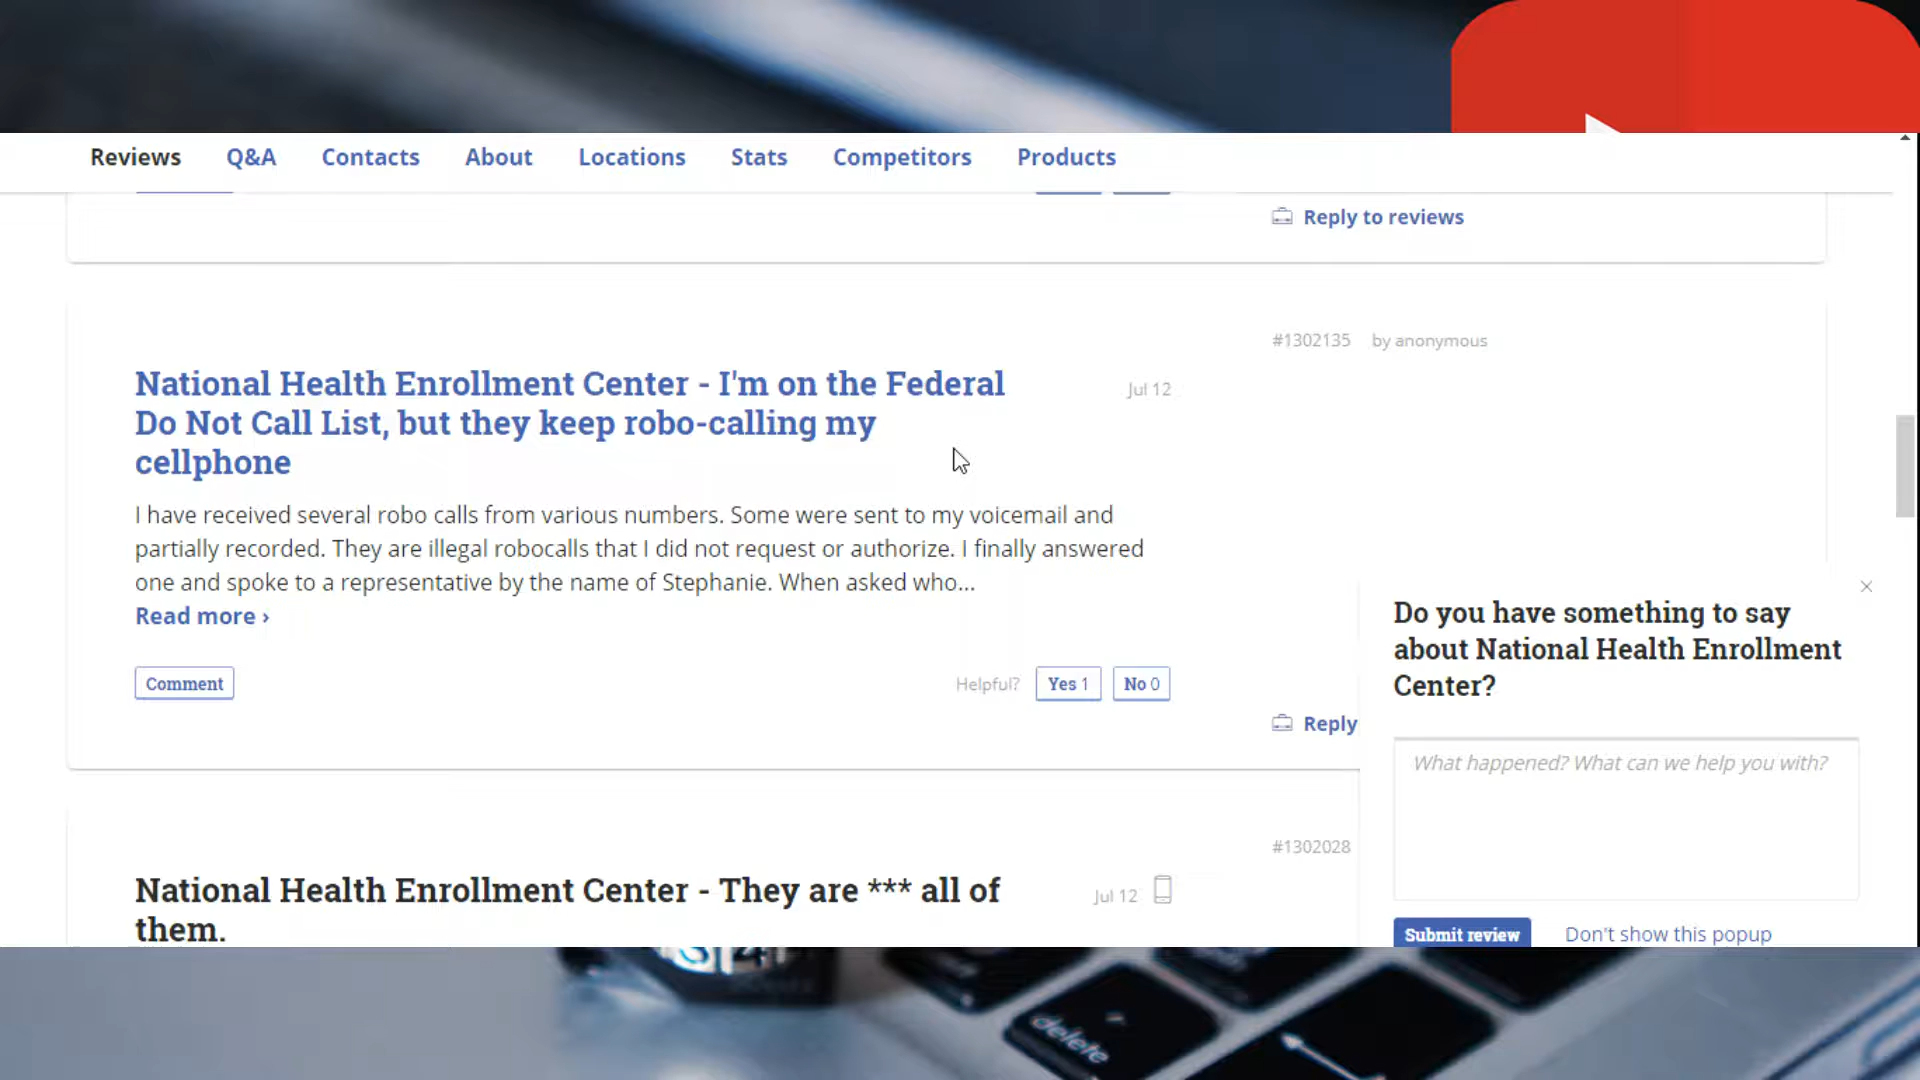 Reviews Q&A Contacts About Locations Stats Competitors Products
Reply to reviews
#1302135 by anonymous
National Health Enrollment Center - I'm on the Federal
Do Not Call List, but they keep robo-calling my
cellphone
Jul 12
I have received several robo calls from various numbers. Some were sent to my voicemail and
partially recorded. They are illegal robocalls that I did not request or authorize. I finally answered
one and spoke to a representative by the name of Stephanie. When asked who...
Read more ›
Comment
Helpful? Yes 1 No 0
Reply
#1302028
National Health Enrollment Center - They are *** all of
them.
Jul 12
Do you have something to say
about National Health Enrollment
Center?
What happened? What can we help you with?
Submit review Don't show this popup
3 4
delete